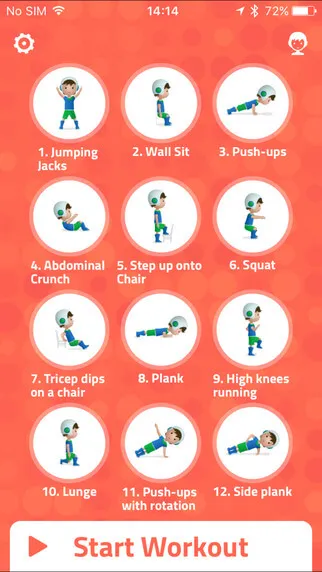 No SIM 14:14 72%
1. Jumping
Jacks
2. Wall Sit
3. Push-ups
4. Abdominal
Crunch
5. Step up onto
Chair
6. Squat
7. Tricep dips
on a chair
8. Plank
9. High knees
running
10. Lunge
11. Push-ups
with rotation
12. Side plank
Start Workout